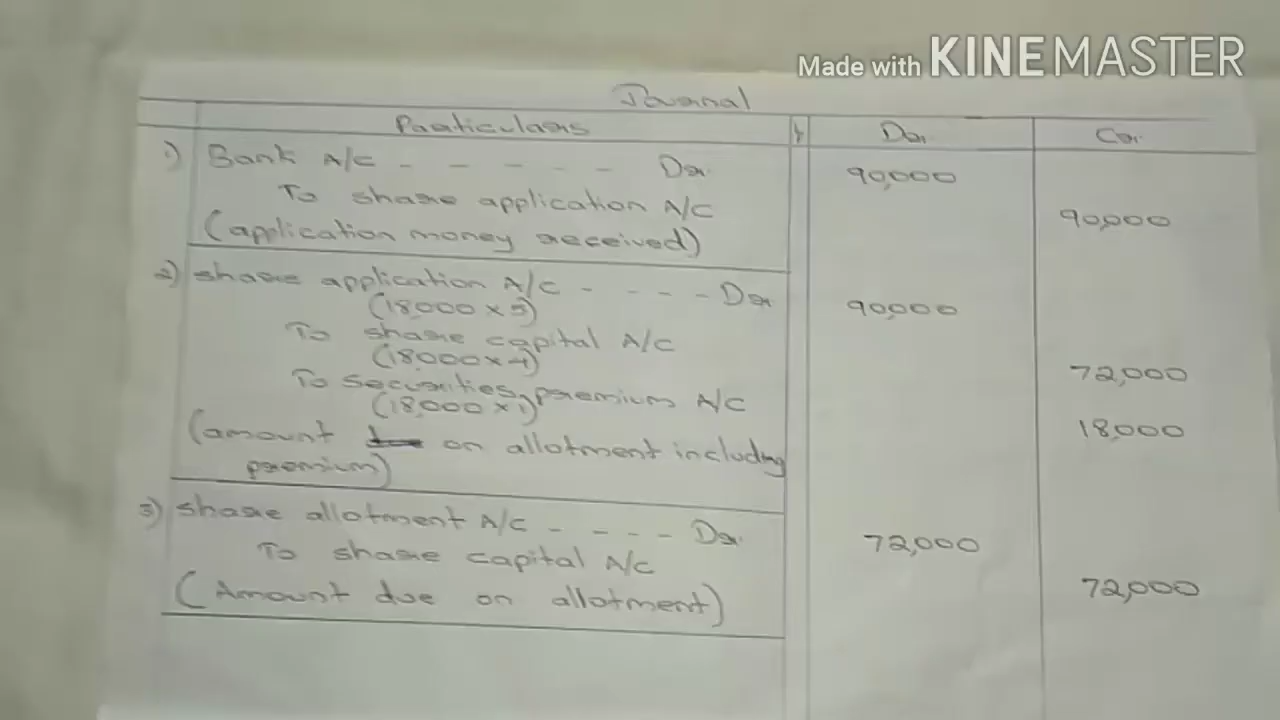 Made with KINEMASTER
Journal
Particulars Dr. Cr.
1) Bank A/C - - - - - Dr. 90,000
To share application A/C 90,000
(application money received)
2) share application A/C - - - - Dr 90,000
(18,000 x 5)
To share capital A/C
(18,000 x 4) 72,000
To securities premium A/C
(18,000 x 1) 18,000
(amount on allotment including
premium)
3) share allotment A/C - - - - Dr. 72,000
To share capital A/C
(Amount due on allotment) 72,000